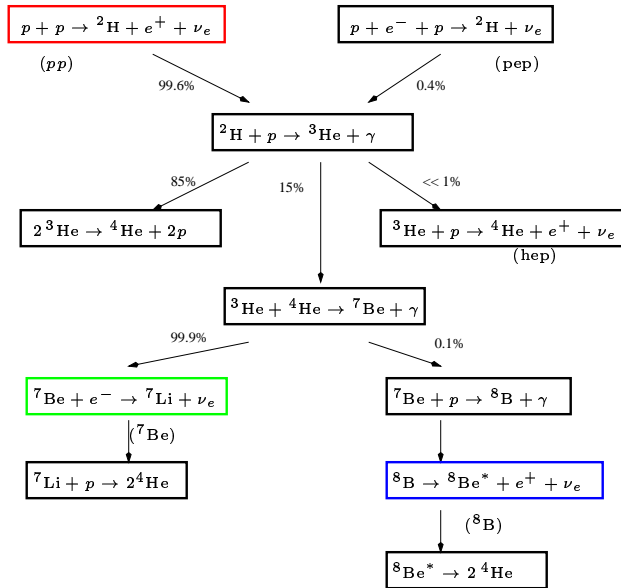 p + p → ²H + e⁺ + νₑ
p + e⁻ + p → ²H + νₑ
(pp)
(pep)
99.6%
0.4%
²H + p → ³He + γ
85%
15%
<< 1%
2 ³He → ⁴He + 2p
³He + p → ⁴He + e⁺ + νₑ
(hep)
³He + ⁴He → ⁷Be + γ
99.9%
0.1%
⁷Be + e⁻ → ⁷Li + νₑ
⁷Be + p → ⁸B + γ
(⁷Be)
⁷Li + p → 2⁴He
⁸B → ⁸Be* + e⁺ + νₑ
(⁸B)
⁸Be* → 2 ⁴He